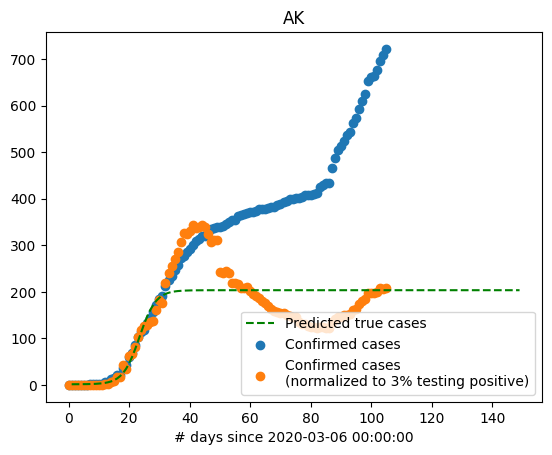 AK
700
600
500
400
300
200
100
0
Predicted true cases
Confirmed cases
Confirmed cases
(normalized to 3% testing positive)
0 20 40 60 80 100 120 140
# days since 2020-03-06 00:00:00